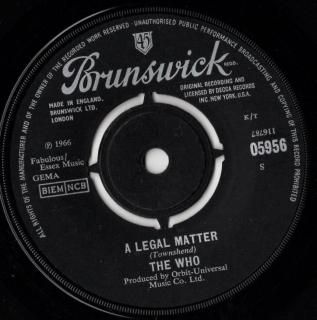 ALL RIGHTS OF THE MANUFACTURER AND OF THE OWNER OF THE RECORDED WORK RESERVED · UNAUTHORISED PUBLIC PERFORMANCE BROADCASTING AND COPYING OF THIS RECORD PROHIBITED
45
Brunswick
REGD.
MADE IN ENGLAND.
BRUNSWICK LTD.
LONDON
ORIGINAL RECORDING AND
LICENSED BY DECCA RECORDS
INC. NEW YORK. U.S.A.
K/T
℗ 1966
Fabulous/
Essex Music
GEMA
BIEM NCB
05956
S
A LEGAL MATTER
(Townshend)
THE WHO
Produced by Orbit-Universal
Music Co. Ltd.